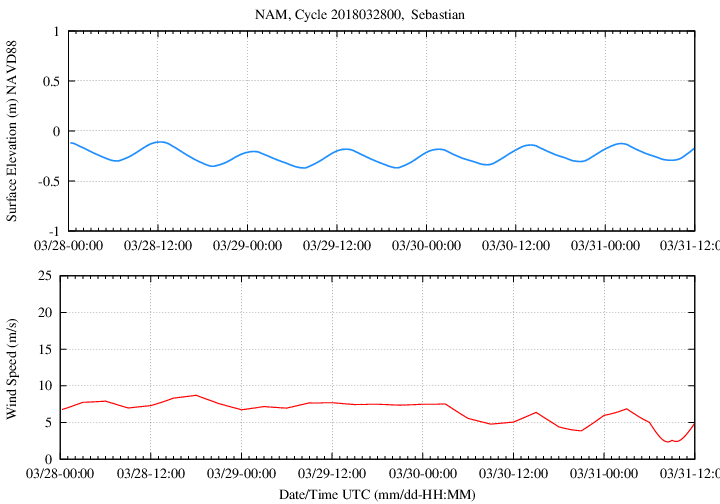 NAM, Cycle 2018032800,  Sebastian
Surface Elevation (m) NAVD88
1
0.5
0
-0.5
-1
03/28-00:00 03/28-12:00 03/29-00:00 03/29-12:00 03/30-00:00 03/30-12:00 03/31-00:00 03/31-12:0
Wind Speed (m/s)
25
20
15
10
5
0
03/28-00:00 03/28-12:00 03/29-00:00 03/29-12:00 03/30-00:00 03/30-12:00 03/31-00:00 03/31-12:0
Date/Time UTC (mm/dd-HH:MM)